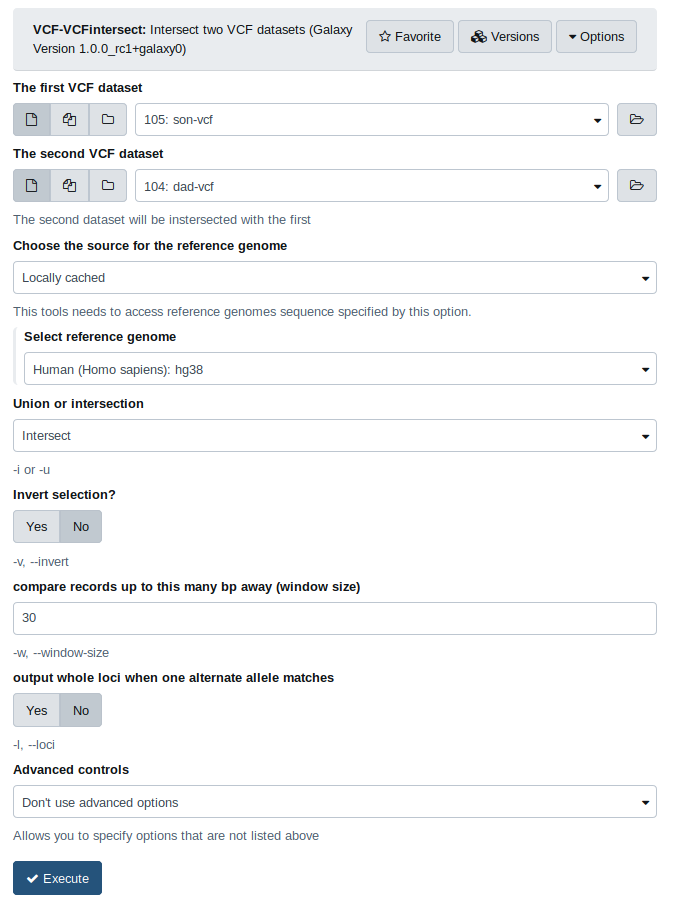 VCF-VCFintersect: Intersect two VCF datasets (Galaxy
Version 1.0.0_rc1+galaxy0)
Favorite
Versions
Options
The first VCF dataset
105: son-vcf
The second VCF dataset
104: dad-vcf
The second dataset will be instersected with the first
Choose the source for the reference genome
Locally cached
This tools needs to access reference genomes sequence specified by this option.
Select reference genome
Human (Homo sapiens): hg38
Union or intersection
Intersect
-i or -u
Invert selection?
Yes No
-v, --invert
compare records up to this many bp away (window size)
30
-w, --window-size
output whole loci when one alternate allele matches
Yes No
-l, --loci
Advanced controls
Don't use advanced options
Allows you to specify options that are not listed above
Execute